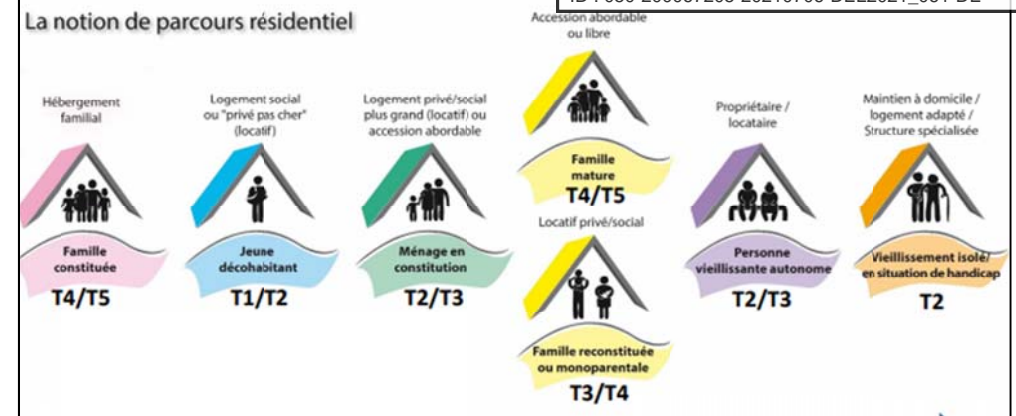 La notion de parcours résidentiel
Hébergement
familial
Famille
constituée
T4/T5
Logement social
ou "privé pas cher"
(locatif)
Jeune
décohabitant
T1/T2
Logement privé/social
plus grand (locatif) ou
accession abordable
Ménage en
constitution
T2/T3
Accession abordable
ou libre
Famille
mature
T4/T5
Locatif privé/social
Famille reconstituée
ou monoparentale
T3/T4
Propriétaire /
locataire
Personne
vieillissante autonome
T2/T3
Maintien à domicile /
logement adapté /
Structure spécialisée
Vieillissement isolé/
en situation de handicap
T2